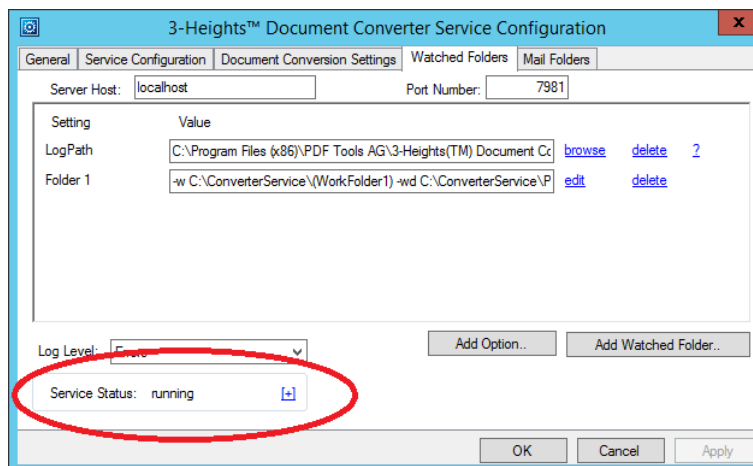 3-Heights™ Document Converter Service Configuration x
General Service Configuration Document Conversion Settings Watched Folders Mail Folders
Server Host: localhost Port Number: 7981
Setting Value
LogPath C:\Program Files (x86)\PDF Tools AG\3-Heights(TM) Document Cc browse delete ?
Folder 1 -w C:\ConverterService\(WorkFolder1) -wd C:\ConverterService\P edit delete
Add Option.. Add Watched Folder..
Log Level: Errors
Service Status: running [+]
OK Cancel Apply